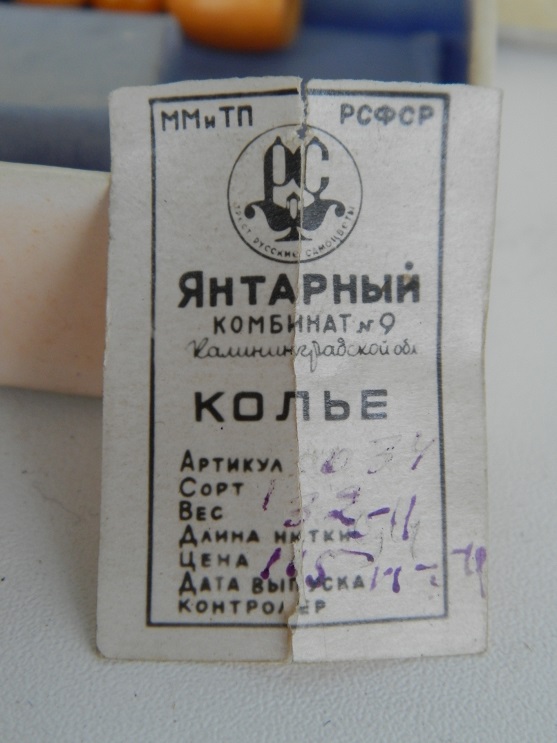 ММиТП РСФСР
РС
ТРЕСТ РУССКИЕ САМОЦВЕТЫ
ЯНТАРНЫЙ
КОМБИНАТ №9
Калининградской обл
КОЛЬЕ
АРТИКУЛ
СОРТ
ВЕС
ДЛИНА НИТКИ
ЦЕНА
ДАТА ВЫПУСКА
КОНТРОЛЕР